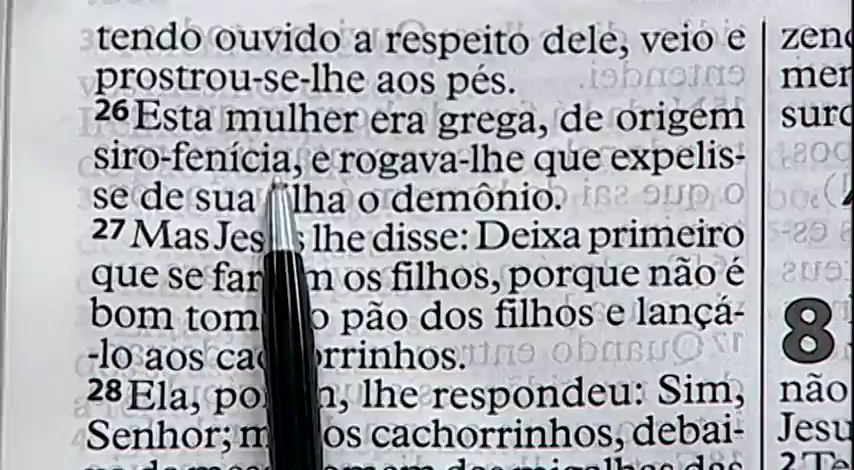 tendo ouvido a respeito dele, veio e
prostrou-se-lhe aos pés.
26 Esta mulher era grega, de origem
siro-fenícia, e rogava-lhe que expelis-
se de sua filha o demônio.
27 Mas Jesus lhe disse: Deixa primeiro
que se fartem os filhos, porque não é
bom tomar o pão dos filhos e lançá-
-lo aos cachorrinhos.
28 Ela, porém, lhe respondeu: Sim,
Senhor; mas os cachorrinhos, debai-
8
não
Jesu